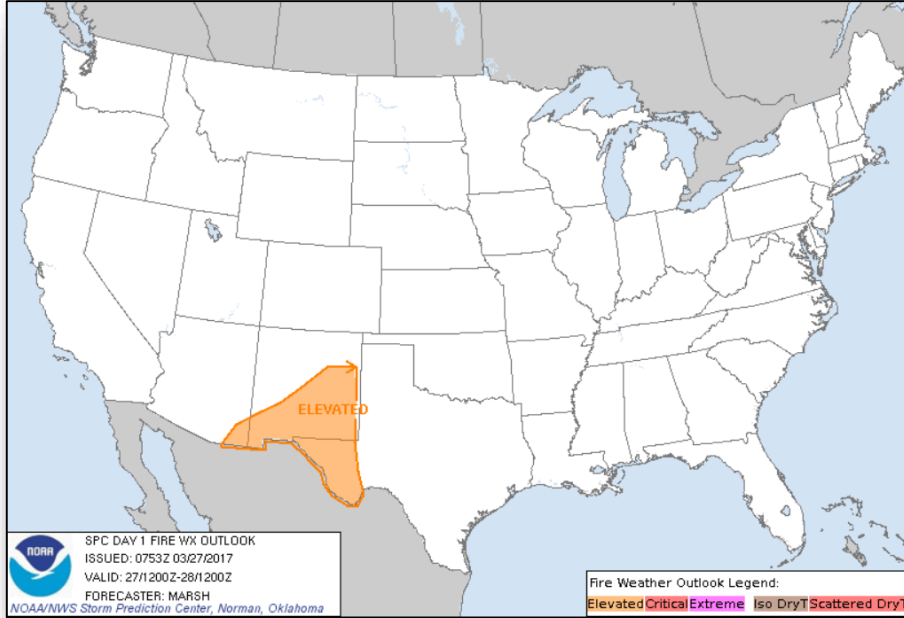 ELEVATED
SPC DAY 1 FIRE WX OUTLOOK
ISSUED: 0753Z 03/27/2017
VALID: 27/1200Z-28/1200Z
FORECASTER: MARSH
NOAA/NWS Storm Prediction Center, Norman, Oklahoma
NOAA
Fire Weather Outlook Legend:
Elevated Critical Extreme Iso DryT Scattered DryT